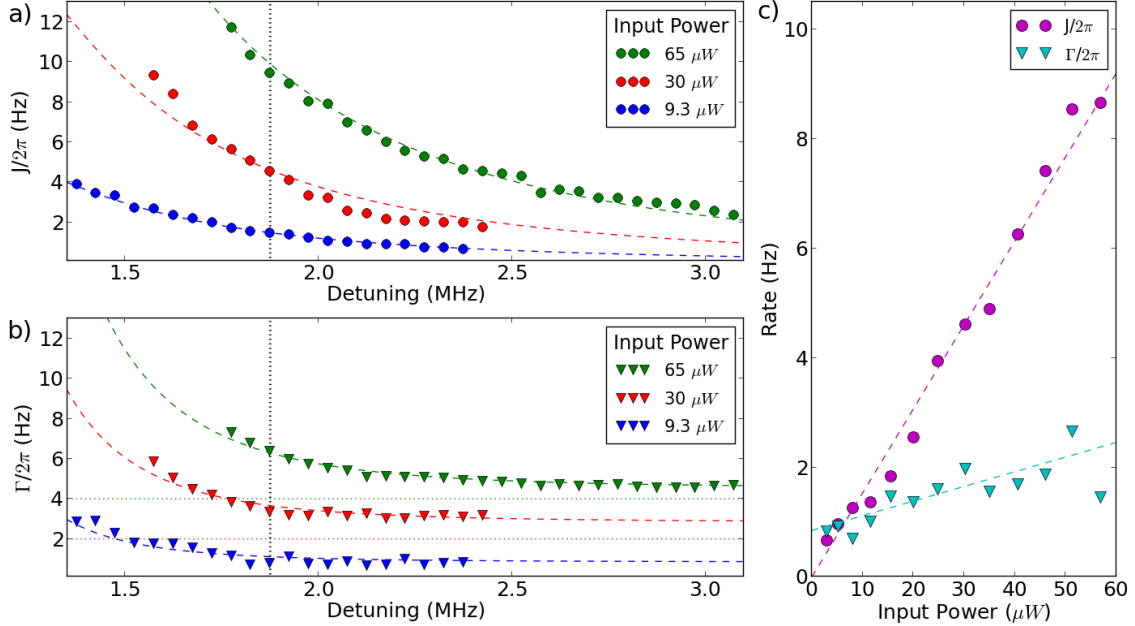 a)
12
10
8
6
4
2
J/2π (Hz)
Input Power
65 μW
30 μW
9.3 μW
1.5
2.0
2.5
3.0
Detuning (MHz)
b)
12
10
8
6
4
2
Γ/2π (Hz)
Input Power
65 μW
30 μW
9.3 μW
1.5
2.0
2.5
3.0
Detuning (MHz)
c)
10
8
6
4
2
0
Rate (Hz)
J/2π
Γ/2π
0
10
20
30
40
50
60
Input Power (μW)